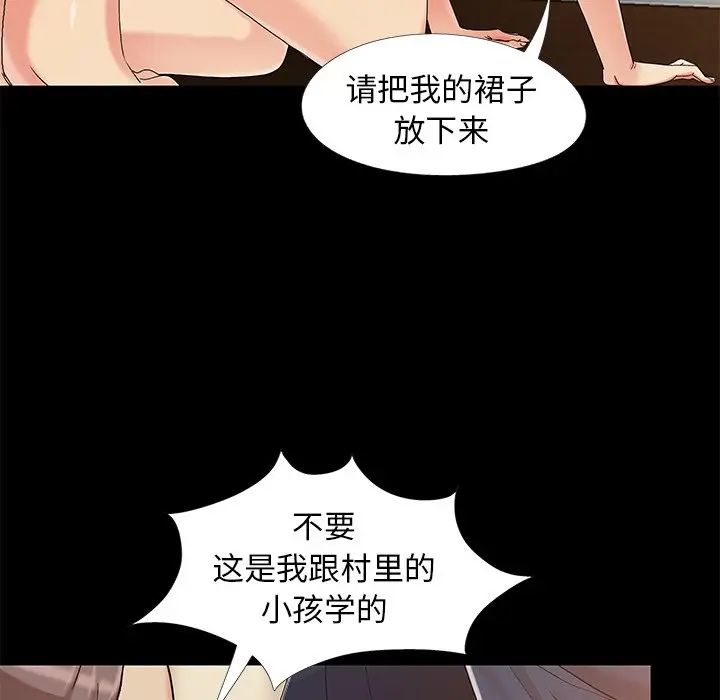 请把我的裙子
放下来
不要
这是我跟村里的
小孩学的